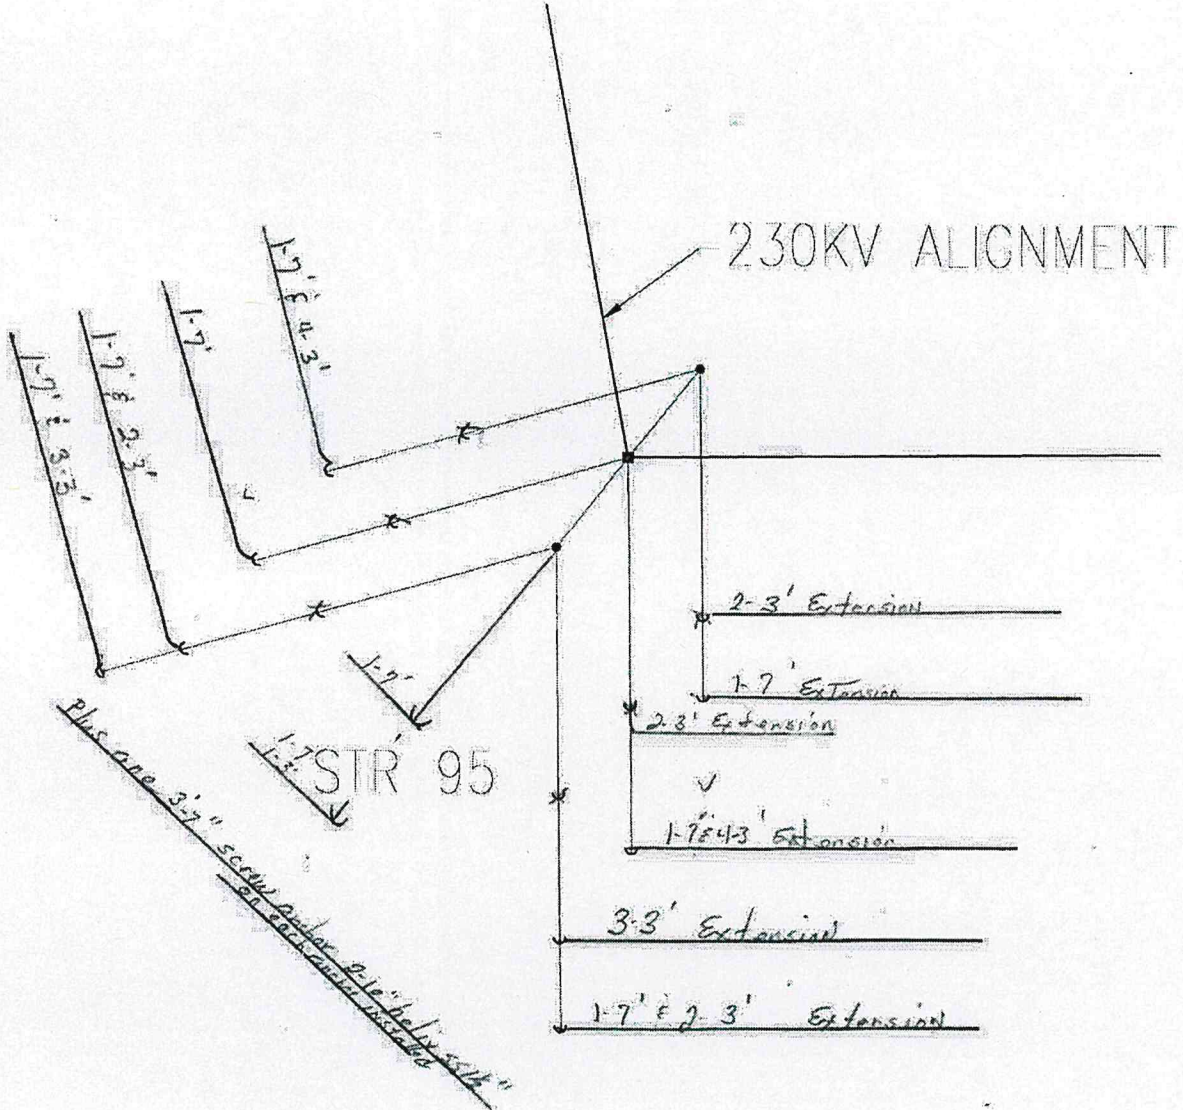 230KV ALIGNMENT
1-7' & 4-3'
1-7'
1-7' & 2-3'
1-7' & 3-3'
2-3' Extension
1-7' Extension
2-3' Extension
1-7' & 4-3' Extension
3-3' Extension
1-7' & 2-3' Extension
1-7'
1-7'
1-3'
STR 95
Plus one 3'-7" screw anchor 2-10" helix
on each anchor installed